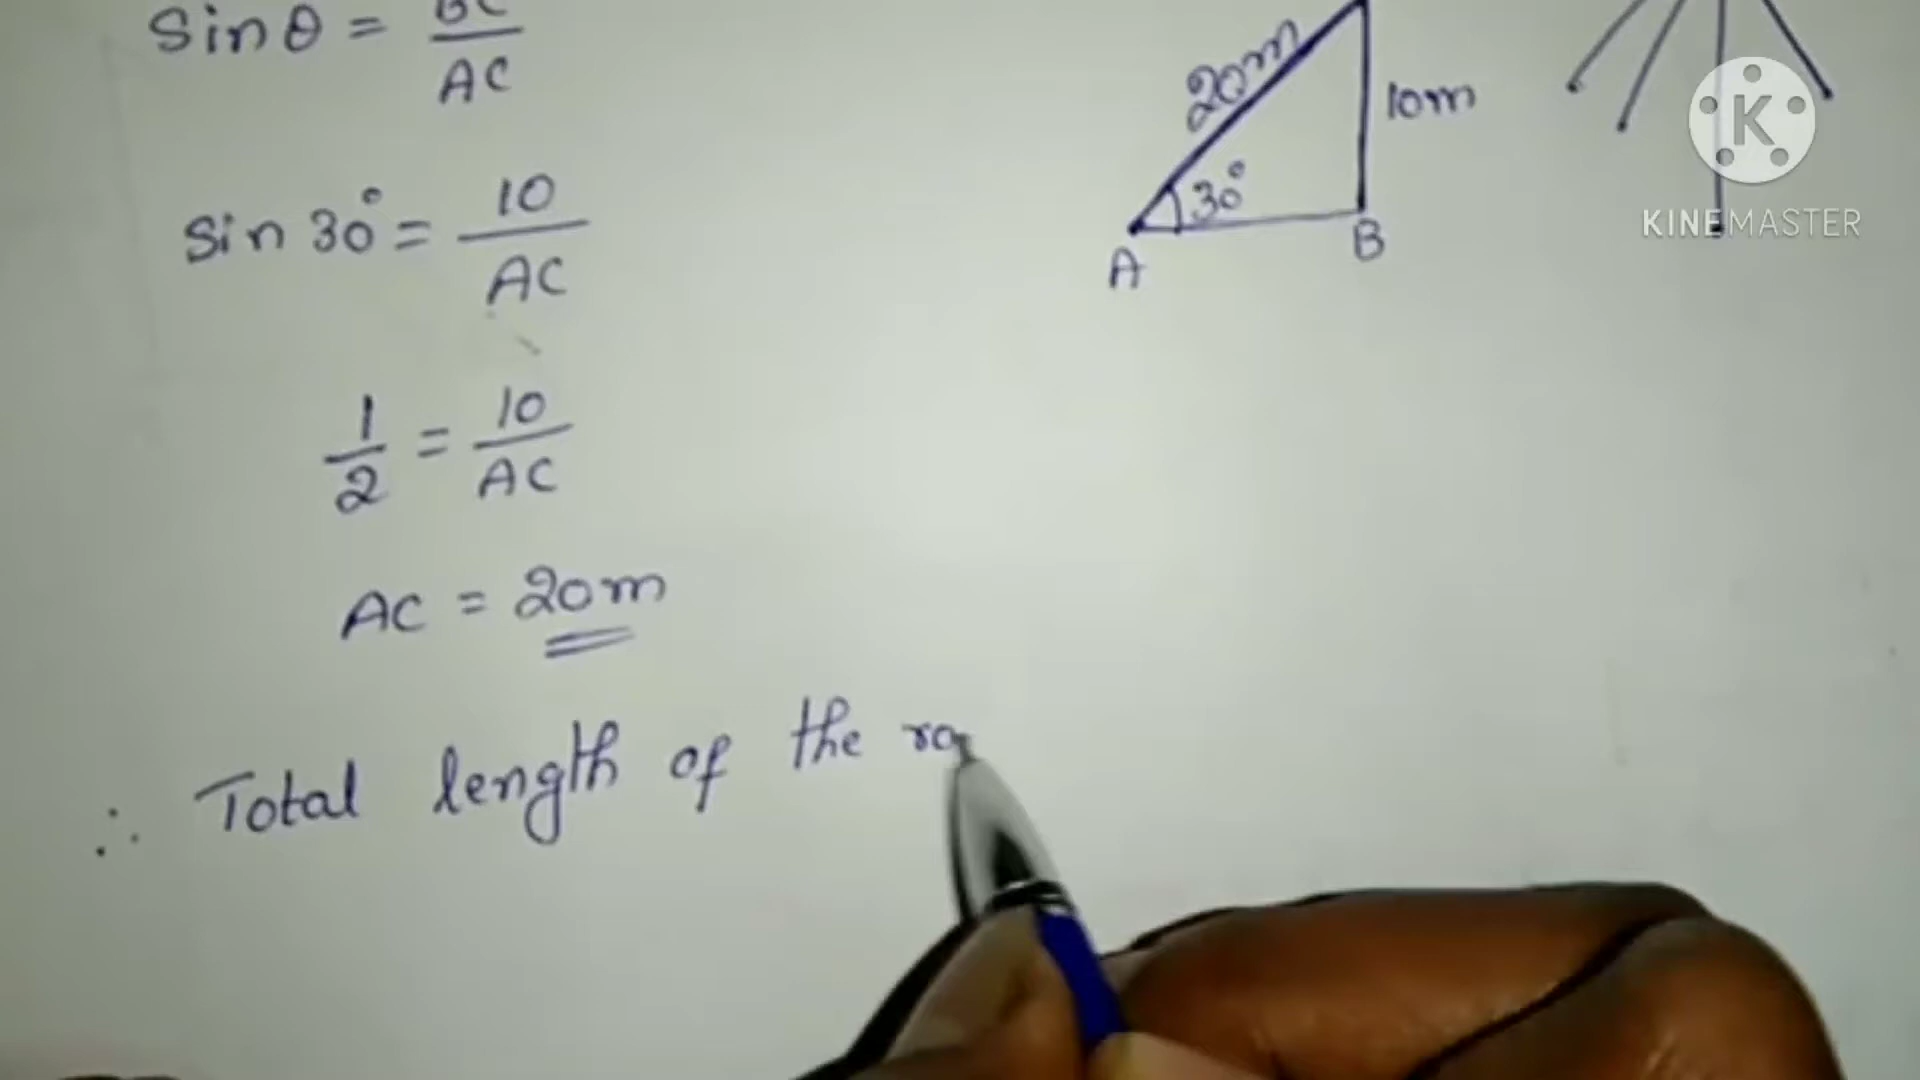 Sin θ = BC
AC
Sin 30° = 10
AC
1 = 10
2 AC
AC = 20m
∴ Total length of the
20m
10m
30°
A
B
K
KINEMASTER